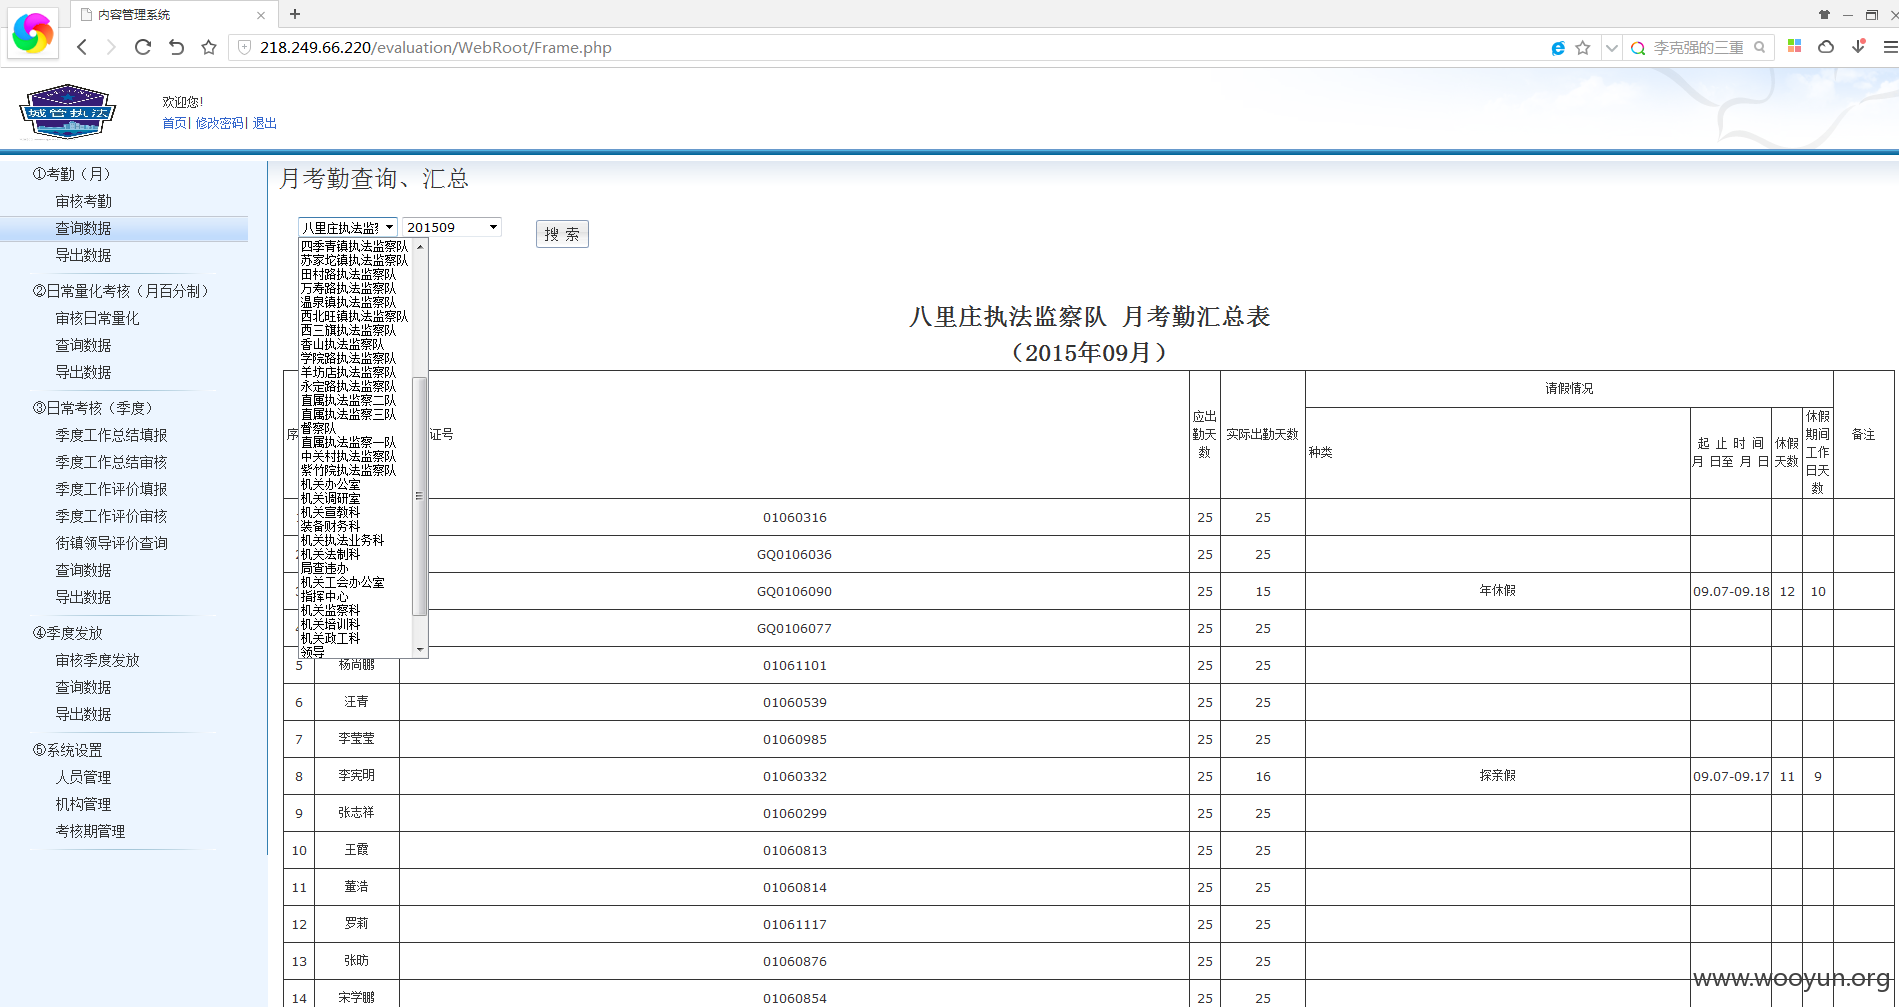 内容管理系统
218.249.66.220/evaluation/WebRoot/Frame.php
李克强的三重
城管执法
欢迎您!
首页| 修改密码| 退出
①考勤（月）
审核考勤
查询数据
导出数据
②日常量化考核（月百分制）
审核日常量化
查询数据
导出数据
③日常考核（季度）
季度工作总结填报
季度工作总结审核
季度工作评价填报
季度工作评价审核
街镇领导评价查询
查询数据
导出数据
④季度发放
审核季度发放
查询数据
导出数据
⑤系统设置
人员管理
机构管理
考核期管理
月考勤查询、汇总
八里庄执法监察 201509 搜 索
四季青镇执法监察队
苏家坨镇执法监察队
田村路执法监察队
万寿路执法监察队
温泉镇执法监察队
西北旺镇执法监察队
西三旗执法监察队
香山执法监察队
学院路执法监察队
羊坊店执法监察队
永定路执法监察队
直属执法监察二队
直属执法监察三队
督察队
直属执法监察一队
中关村执法监察队
紫竹院执法监察队
机关办公室
机关调研室
机关宣教科
装备财务科
机关执法业务科
机关法制科
局查违办
机关工会办公室
指挥中心
机关监察科
机关培训科
机关政工科
领导
八里庄执法监察队 月考勤汇总表
（2015年09月）
序 证号 应出勤天数 实际出勤天数 请假情况 备注
种类 起 止 时 间 月 日至 月 日 休假天数 休假期间工作日天数
01060316 25 25
GQ0106036 25 25
GQ0106090 25 15 年休假 09.07-09.18 12 10
GQ0106077 25 25
5 杨尚鹏 01061101 25 25
6 汪青 01060539 25 25
7 李莹莹 01060985 25 25
8 李宪明 01060332 25 16 探亲假 09.07-09.17 11 9
9 张志祥 01060299 25 25
10 王霞 01060813 25 25
11 董浩 01060814 25 25
12 罗莉 01061117 25 25
13 张昉 01060876 25 25
14 宋学鹏 01060854 25 25
www.wooyun.org